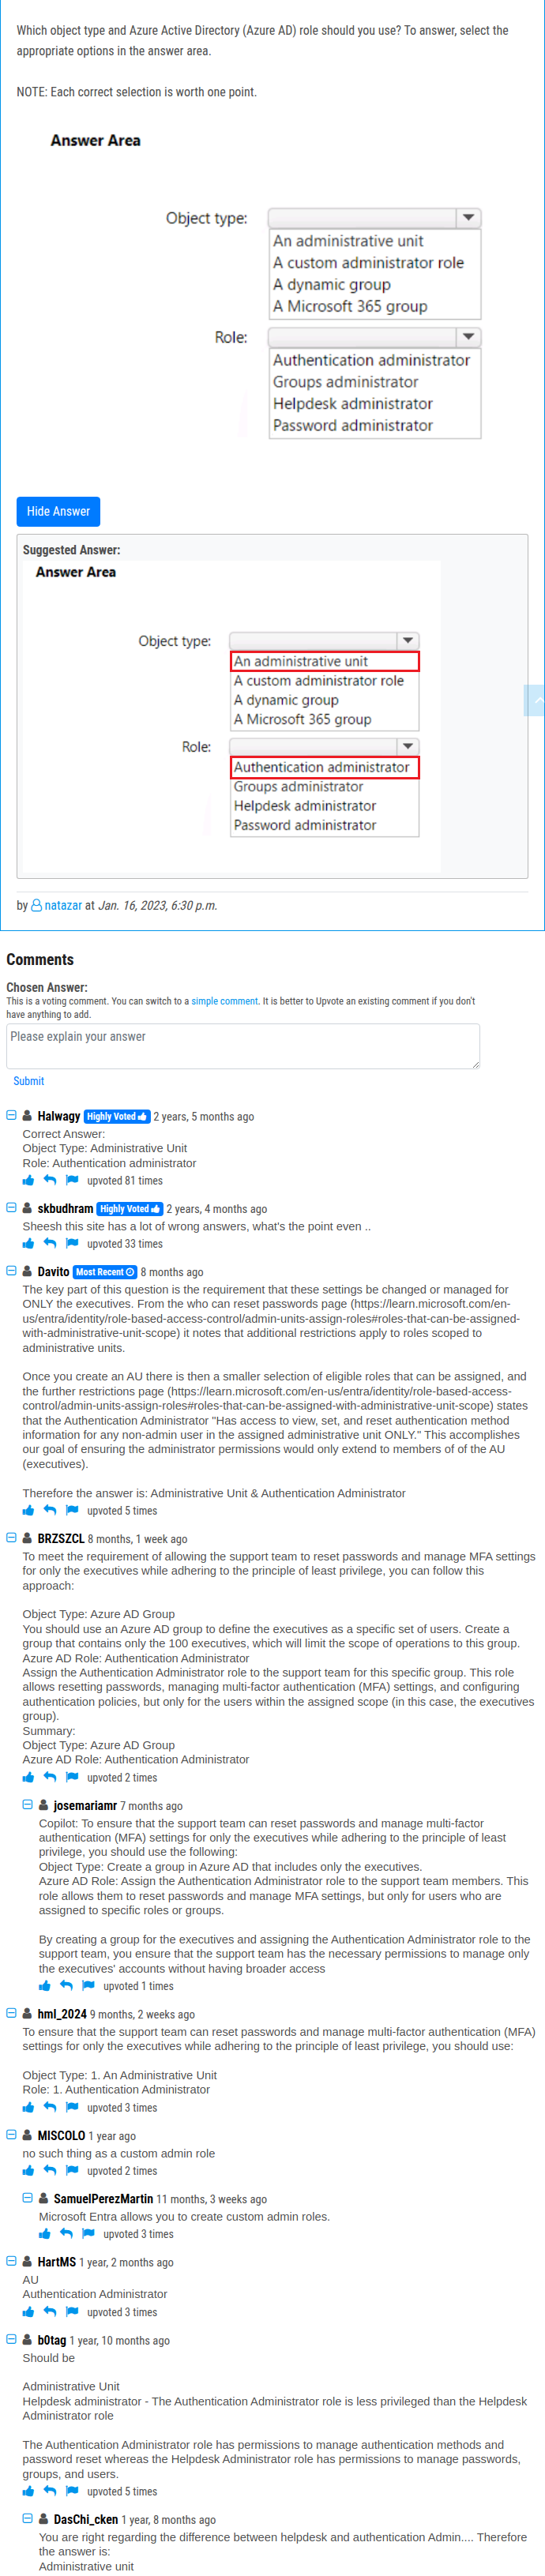 Which object type and Azure Active Directory (Azure AD) role should you use? To answer, select the
appropriate options in the answer area.
NOTE: Each correct selection is worth one point.
Answer Area
Object type:
An administrative unit
A custom administrator role
A dynamic group
A Microsoft 365 group
Role:
Authentication administrator
Groups administrator
Helpdesk administrator
Password administrator
Hide Answer
Suggested Answer:
Answer Area
Object type:
An administrative unit
A custom administrator role
A dynamic group
A Microsoft 365 group
Role:
Authentication administrator
Groups administrator
Helpdesk administrator
Password administrator
by natazar at Jan. 16, 2023, 6:30 p.m.
Comments
Chosen Answer:
This is a voting comment. You can switch to a simple comment. It is better to Upvote an existing comment if you don't
have anything to add.
Please explain your answer
Submit
Halwagy Highly Voted 2 years, 5 months ago
Correct Answer:
Object Type: Administrative Unit
Role: Authentication administrator
upvoted 81 times
skbudhram Highly Voted 2 years, 4 months ago
Sheesh this site has a lot of wrong answers, what's the point even ..
upvoted 33 times
Davito Most Recent 8 months ago
The key part of this question is the requirement that these settings be changed or managed for
ONLY the executives. From the who can reset passwords page (https://learn.microsoft.com/en-
us/entra/identity/role-based-access-control/admin-units-assign-roles#roles-that-can-be-assigned-
with-administrative-unit-scope) it notes that additional restrictions apply to roles scoped to
administrative units.
Once you create an AU there is then a smaller selection of eligible roles that can be assigned, and
the further restrictions page (https://learn.microsoft.com/en-us/entra/identity/role-based-access-
control/admin-units-assign-roles#roles-that-can-be-assigned-with-administrative-unit-scope) states
that the Authentication Administrator "Has access to view, set, and reset authentication method
information for any non-admin user in the assigned administrative unit ONLY." This accomplishes
our goal of ensuring the administrator permissions would only extend to members of of the AU
(executives).
Therefore the answer is: Administrative Unit & Authentication Administrator
upvoted 5 times
BRZSZCL 8 months, 1 week ago
To meet the requirement of allowing the support team to reset passwords and manage MFA settings
for only the executives while adhering to the principle of least privilege, you can follow this
approach:
Object Type: Azure AD Group
You should use an Azure AD group to define the executives as a specific set of users. Create a
group that contains only the 100 executives, which will limit the scope of operations to this group.
Azure AD Role: Authentication Administrator
Assign the Authentication Administrator role to the support team for this specific group. This role
allows resetting passwords, managing multi-factor authentication (MFA) settings, and configuring
authentication policies, but only for the users within the assigned scope (in this case, the executives
group).
Summary:
Object Type: Azure AD Group
Azure AD Role: Authentication Administrator
upvoted 2 times
josemariamr 7 months ago
Copilot: To ensure that the support team can reset passwords and manage multi-factor
authentication (MFA) settings for only the executives while adhering to the principle of least
privilege, you should use the following:
Object Type: Create a group in Azure AD that includes only the executives.
Azure AD Role: Assign the Authentication Administrator role to the support team members. This
role allows them to reset passwords and manage MFA settings, but only for users who are
assigned to specific roles or groups.
By creating a group for the executives and assigning the Authentication Administrator role to the
support team, you ensure that the support team has the necessary permissions to manage only
the executives' accounts without having broader access
upvoted 1 times
hml_2024 9 months, 2 weeks ago
To ensure that the support team can reset passwords and manage multi-factor authentication (MFA)
settings for only the executives while adhering to the principle of least privilege, you should use:
Object Type: 1. An Administrative Unit
Role: 1. Authentication Administrator
upvoted 3 times
MISCOLO 1 year ago
no such thing as a custom admin role
upvoted 2 times
SamuelPerezMartin 11 months, 3 weeks ago
Microsoft Entra allows you to create custom admin roles.
upvoted 3 times
HartMS 1 year, 2 months ago
AU
Authentication Administrator
upvoted 3 times
b0tag 1 year, 10 months ago
Should be
Administrative Unit
Helpdesk administrator - The Authentication Administrator role is less privileged than the Helpdesk
Administrator role
The Authentication Administrator role has permissions to manage authentication methods and
password reset whereas the Helpdesk Administrator role has permissions to manage passwords,
groups, and users.
upvoted 5 times
DasChi_cken 1 year, 8 months ago
You are right regarding the difference between helpdesk and authentication Admin.... Therefore
the answer is:
Administrative unit